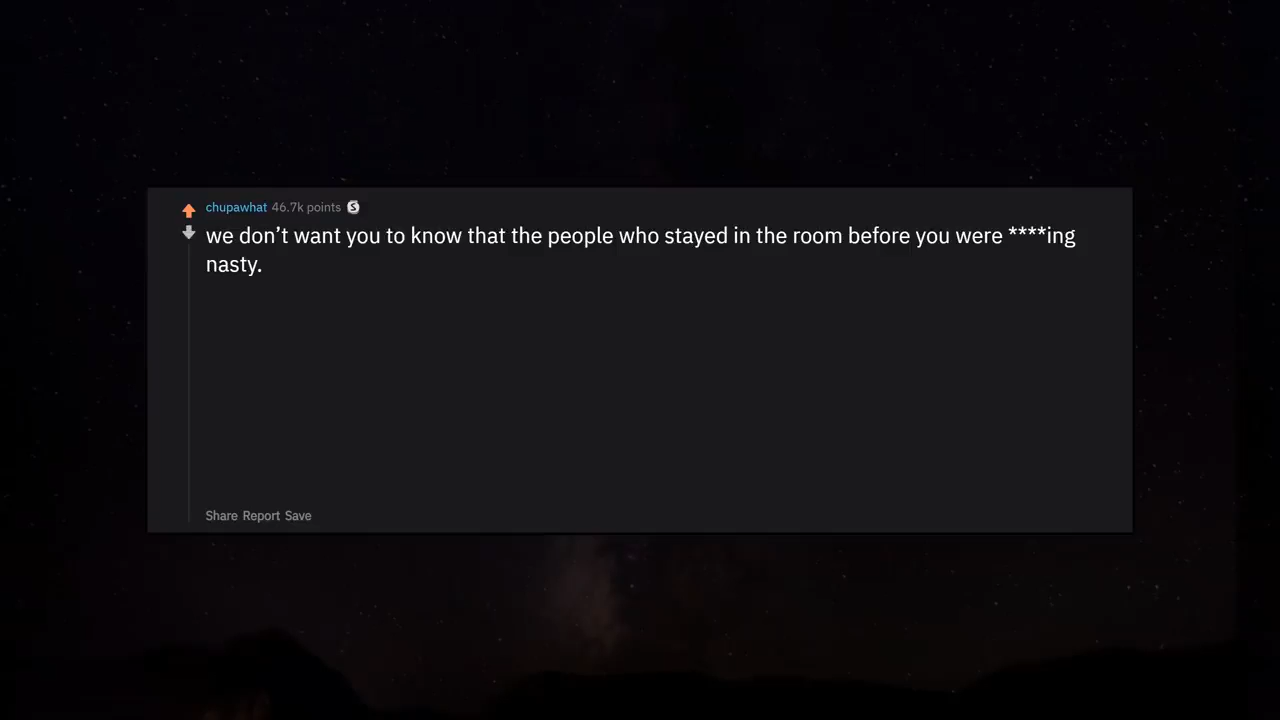 chupawhat 46.7k points S
we don’t want you to know that the people who stayed in the room before you were ****ing
nasty.
Share Report Save